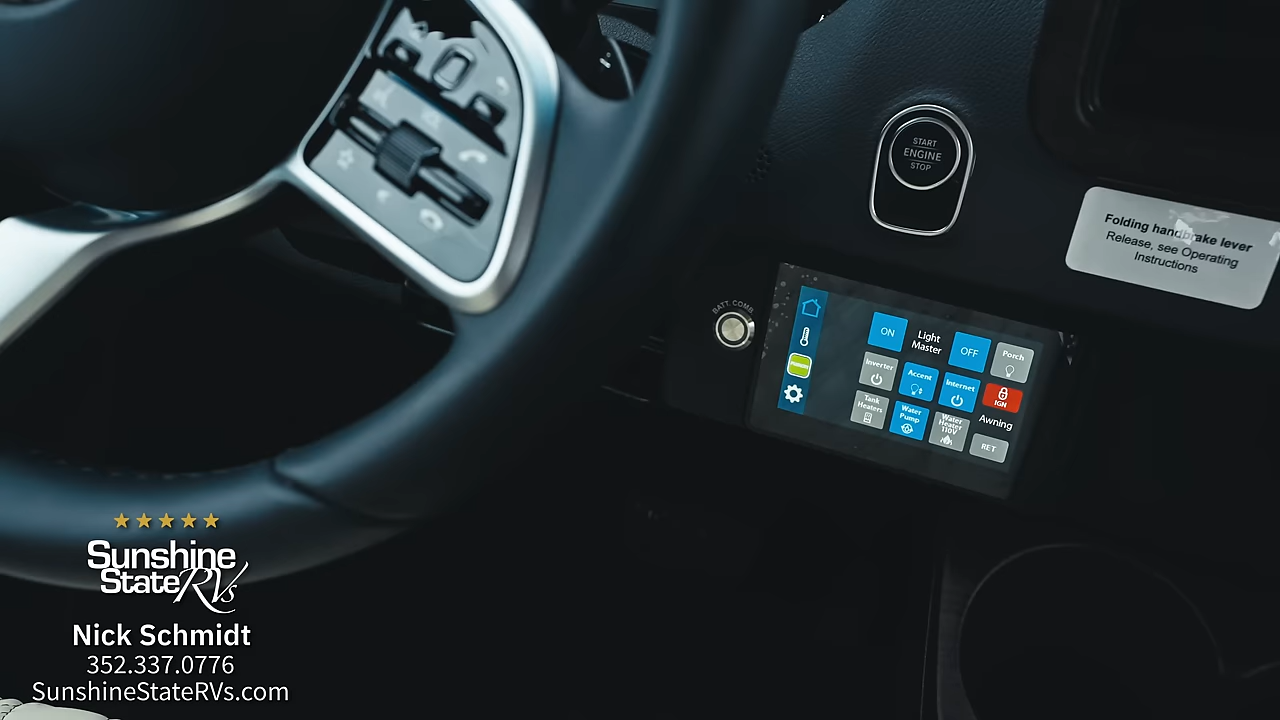 START
ENGINE
STOP
Folding handbrake lever
Release, see Operating
Instructions
BATT. COMB.
ON
Light
Master
OFF
Porch
Inverter
Accent
Internet
IGN
Tank
Heaters
Water
Pump
Water
Heater
110V
Awning
RET
Sunshine
State RVs
Nick Schmidt
352.337.0776
SunshineStateRVs.com